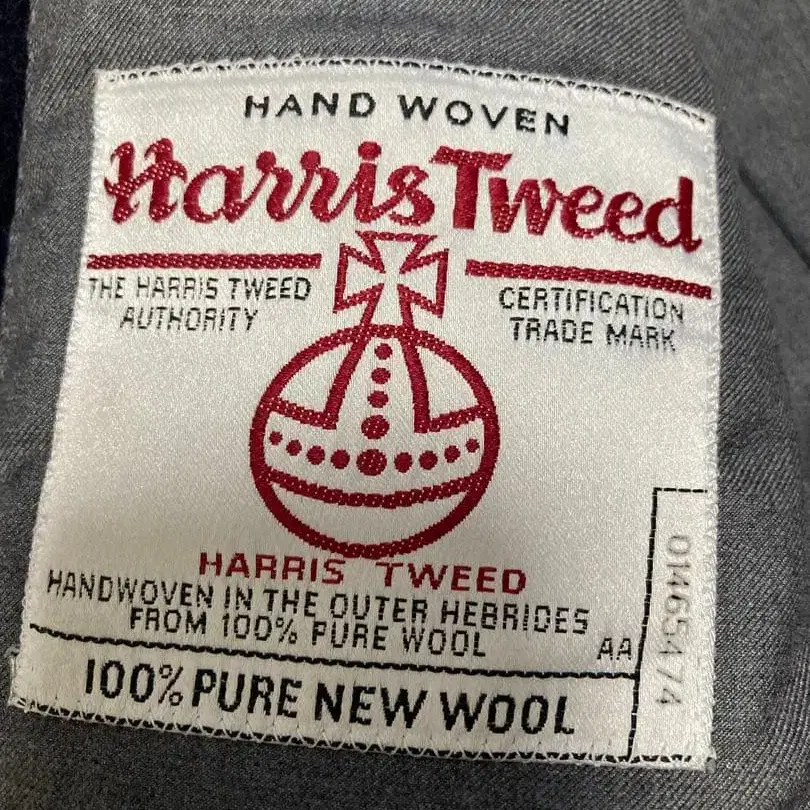 HAND WOVEN
Harris Tweed
THE HARRIS TWEED
AUTHORITY
CERTIFICATION
TRADE MARK
HARRIS TWEED
HANDWOVEN IN THE OUTER HEBRIDES
FROM 100% PURE WOOL
AA
100% PURE NEW WOOL
01465474